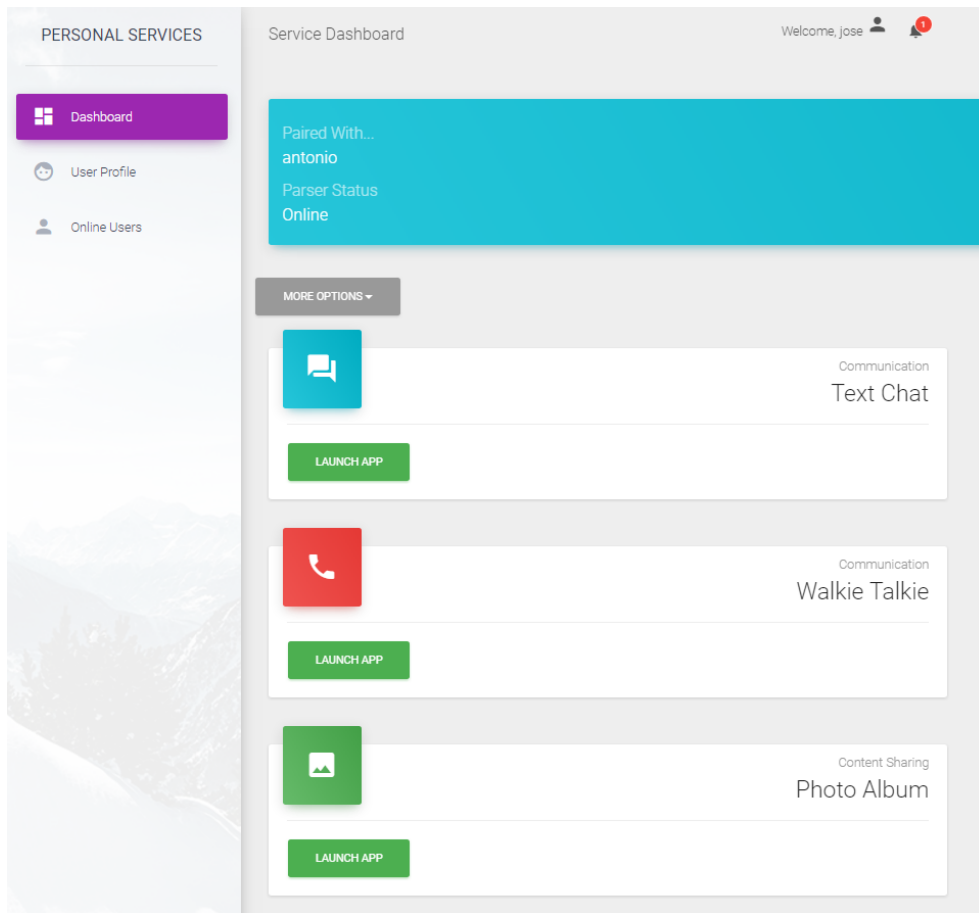 PERSONAL SERVICES
Dashboard
User Profile
Online Users
Service Dashboard
Welcome, jose
1
Paired With...
antonio
Parser Status
Online
MORE OPTIONS
Communication
Text Chat
LAUNCH APP
Communication
Walkie Talkie
LAUNCH APP
Content Sharing
Photo Album
LAUNCH APP